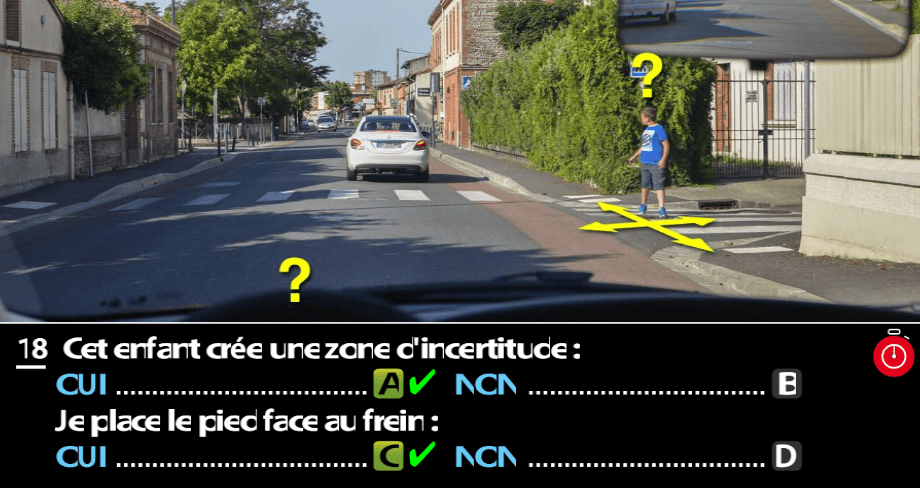 ?
?
18 Cet enfant crée une zone d'incertitude :
OUI .................................... A ✔ NON .................................. B
Je place le pied face au frein :
OUI .................................... C ✔ NON .................................. D